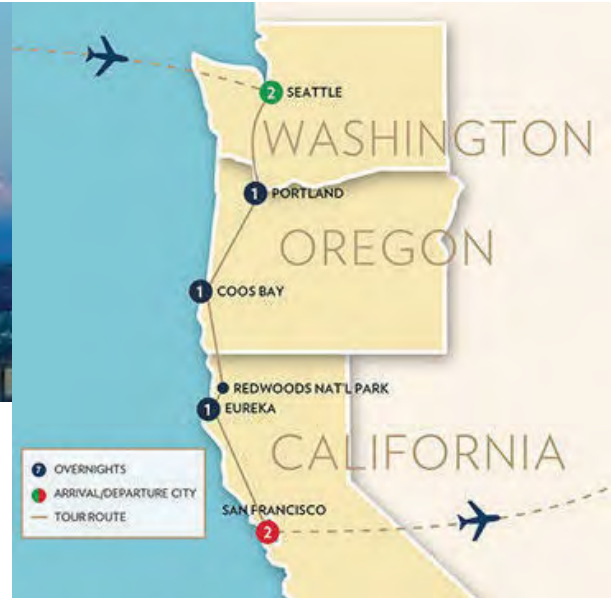 2 SEATTLE
WASHINGTON
1 PORTLAND
OREGON
1 COOS BAY
REDWOODS NAT'L PARK
1 EUREKA
CALIFORNIA
7 OVERNIGHTS
ARRIVAL/DEPARTURE CITY
TOUR ROUTE
SAN FRANCISCO
2